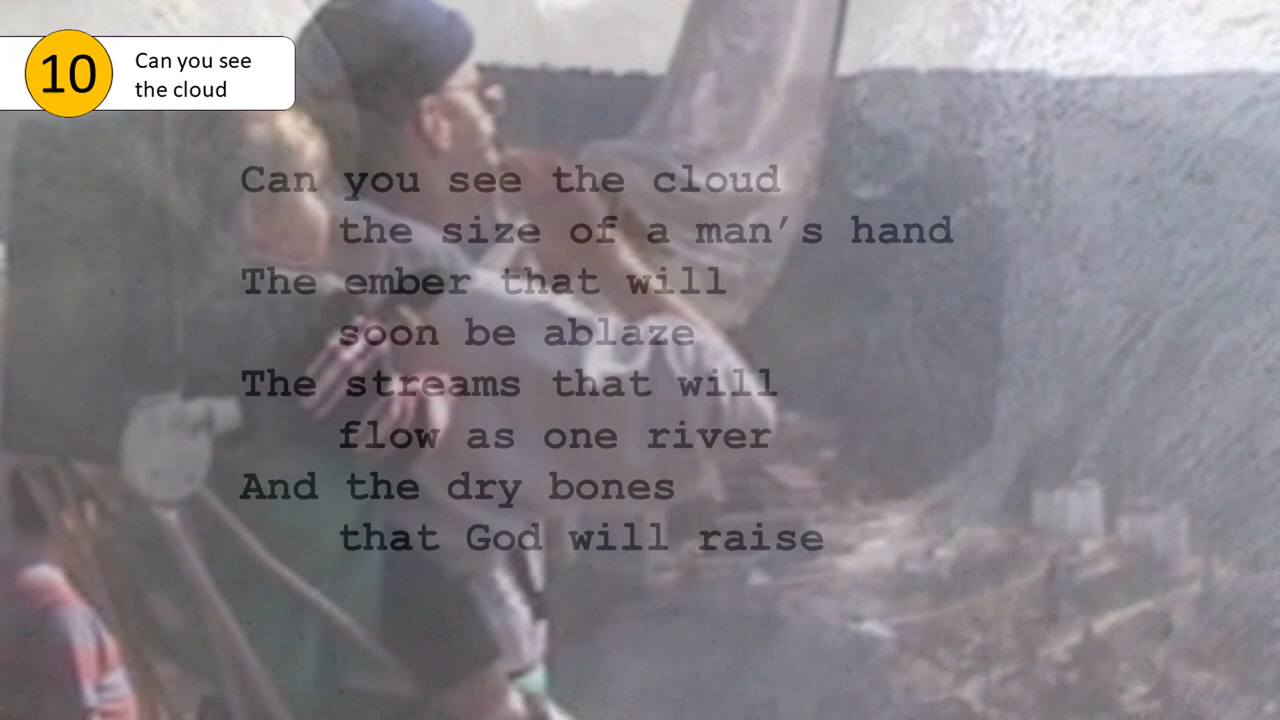 10
Can you see
the cloud
Can you see the cloud
the size of a man’s hand
The ember that will
soon be ablaze
The streams that will
flow as one river
And the dry bones
that God will raise